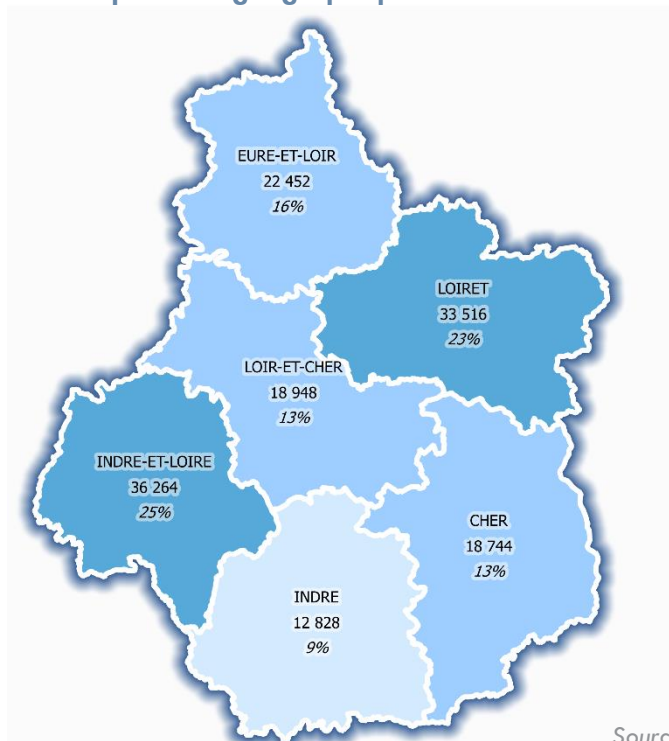 EURE-ET-LOIR
22 452
16%
LOIRET
33 516
23%
LOIR-ET-CHER
18 948
13%
INDRE-ET-LOIRE
36 264
25%
CHER
18 744
13%
INDRE
12 828
9%